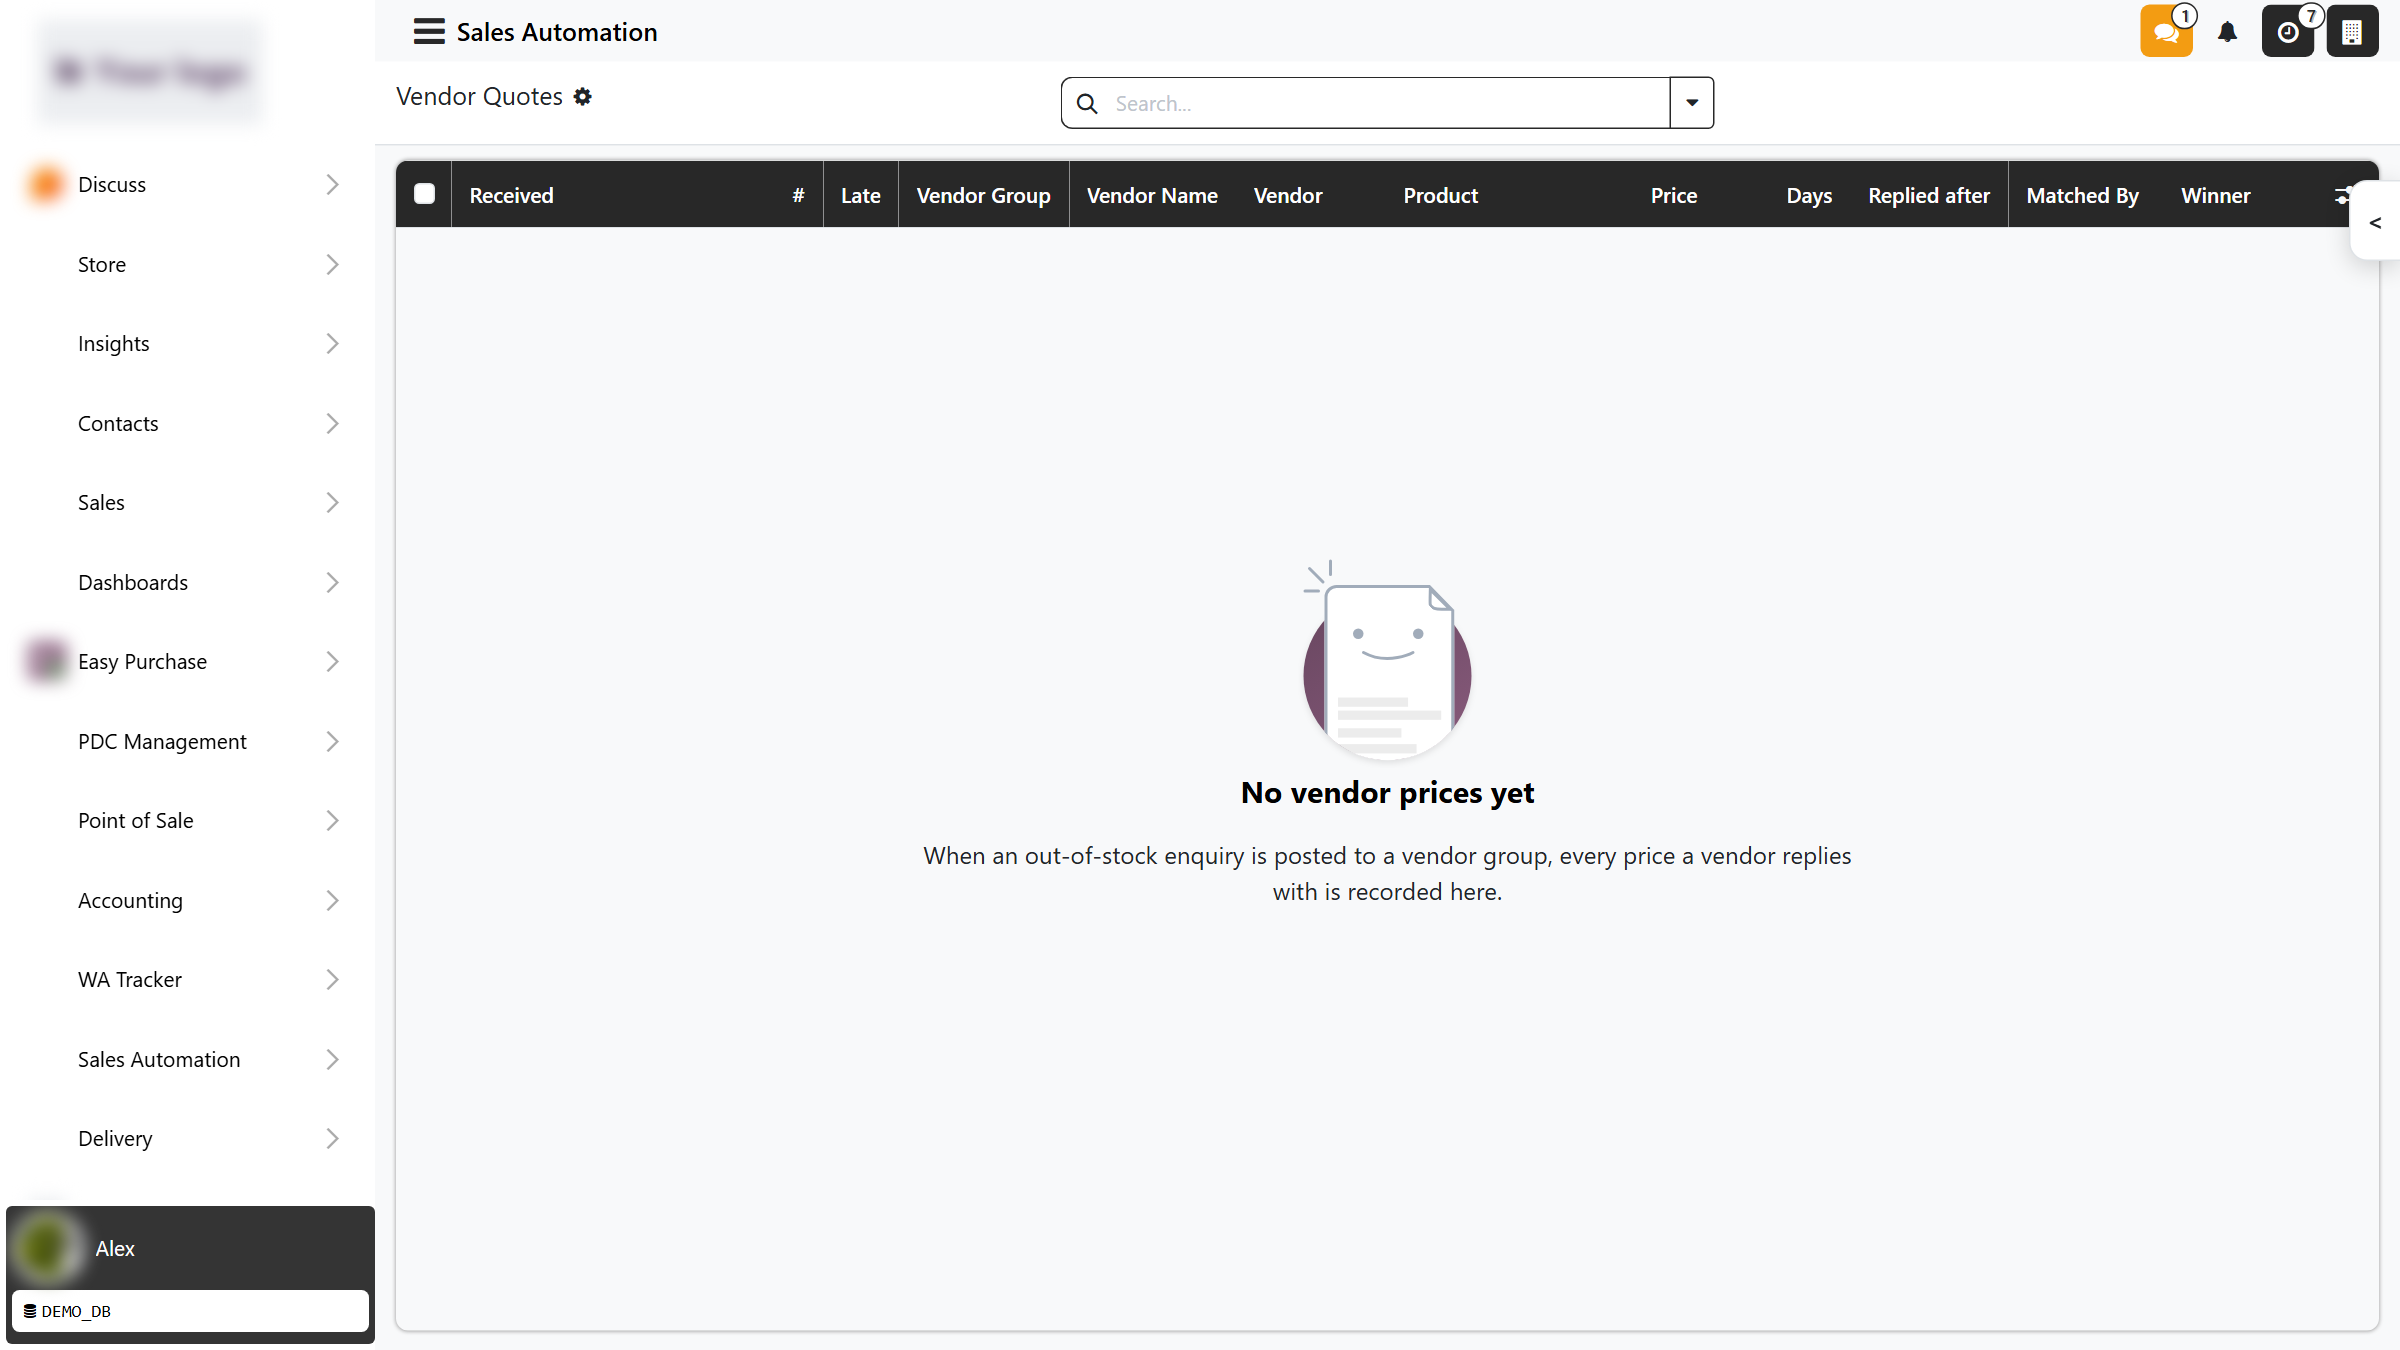 Sales Automation
1
7
Vendor Quotes
Search...
Received # Late Vendor Group Vendor Name Vendor Product Price Days Replied after Matched By Winner
<
Discuss
Store
Insights
Contacts
Sales
Dashboards
Easy Purchase
PDC Management
Point of Sale
Accounting
WA Tracker
Sales Automation
Delivery
Alex
DEMO_DB
No vendor prices yet
When an out-of-stock enquiry is posted to a vendor group, every price a vendor replies
with is recorded here.